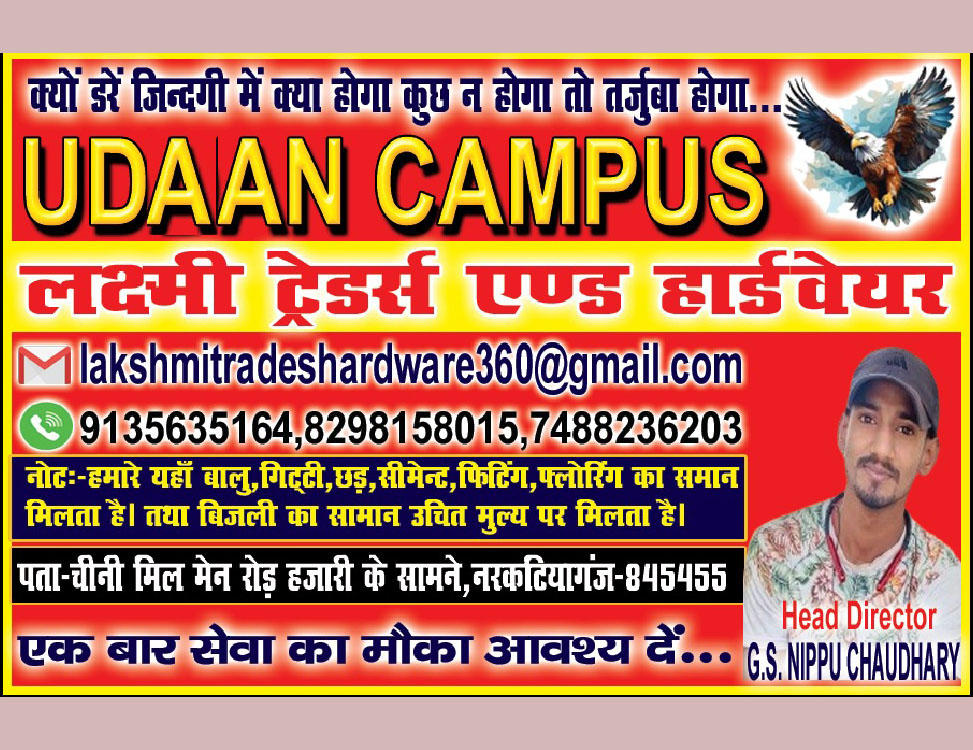 क्यों डरें जिन्दगी में क्या होगा कुछ न होगा तो तर्जुबा होगा...
UDAAN CAMPUS
लक्ष्मी ट्रेडर्स एण्ड हार्डवेयर
lakshmitradeshardware360@gmail.com
9135635164,8298158015,7488236203
नोटः-हमारे यहाँ बालु,गिट्टी,छड़,सीमेन्ट,फिटिंग,फ्लोरिंग का समान
मिलता है। तथा बिजली का सामान उचित मुल्य पर मिलता है।
पता-चीनी मिल मेन रोड़ हजारी के सामने,नरकटियागंज-845455
एक बार सेवा का मौका आवश्य दें...
Head Director
G.S. NIPPU CHAUDHARY